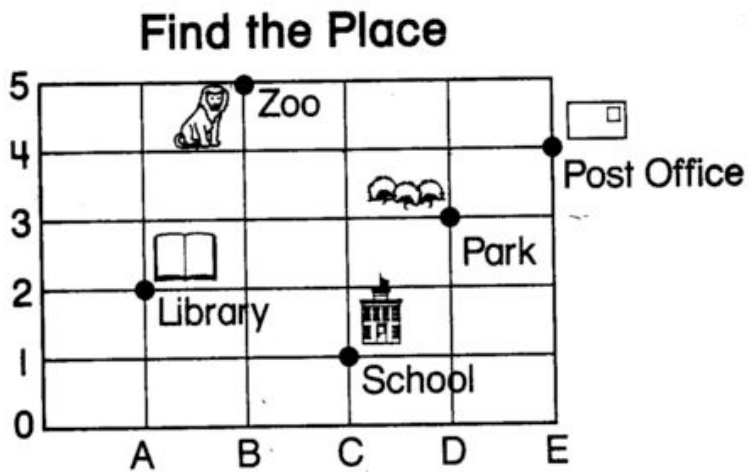 Find the Place
5
Zoo
4
Post Office
3
Park
2
Library
1
School
0
A B C D E